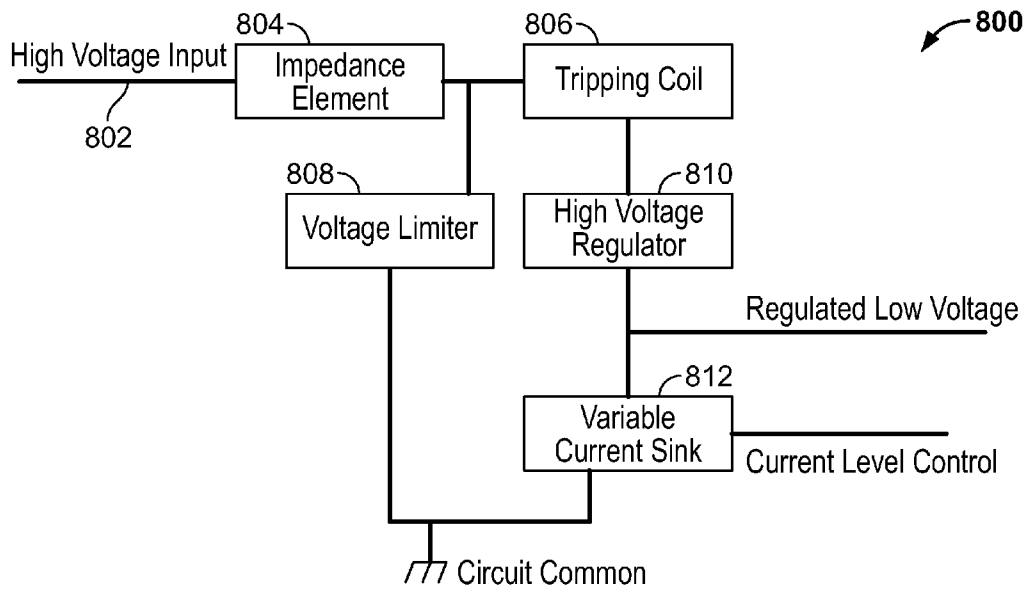 800
804
806
High Voltage Input
Impedance
Element
Tripping Coil
802
808
810
Voltage Limiter
High Voltage
Regulator
Regulated Low Voltage
812
Variable
Current Sink
Current Level Control
Circuit Common